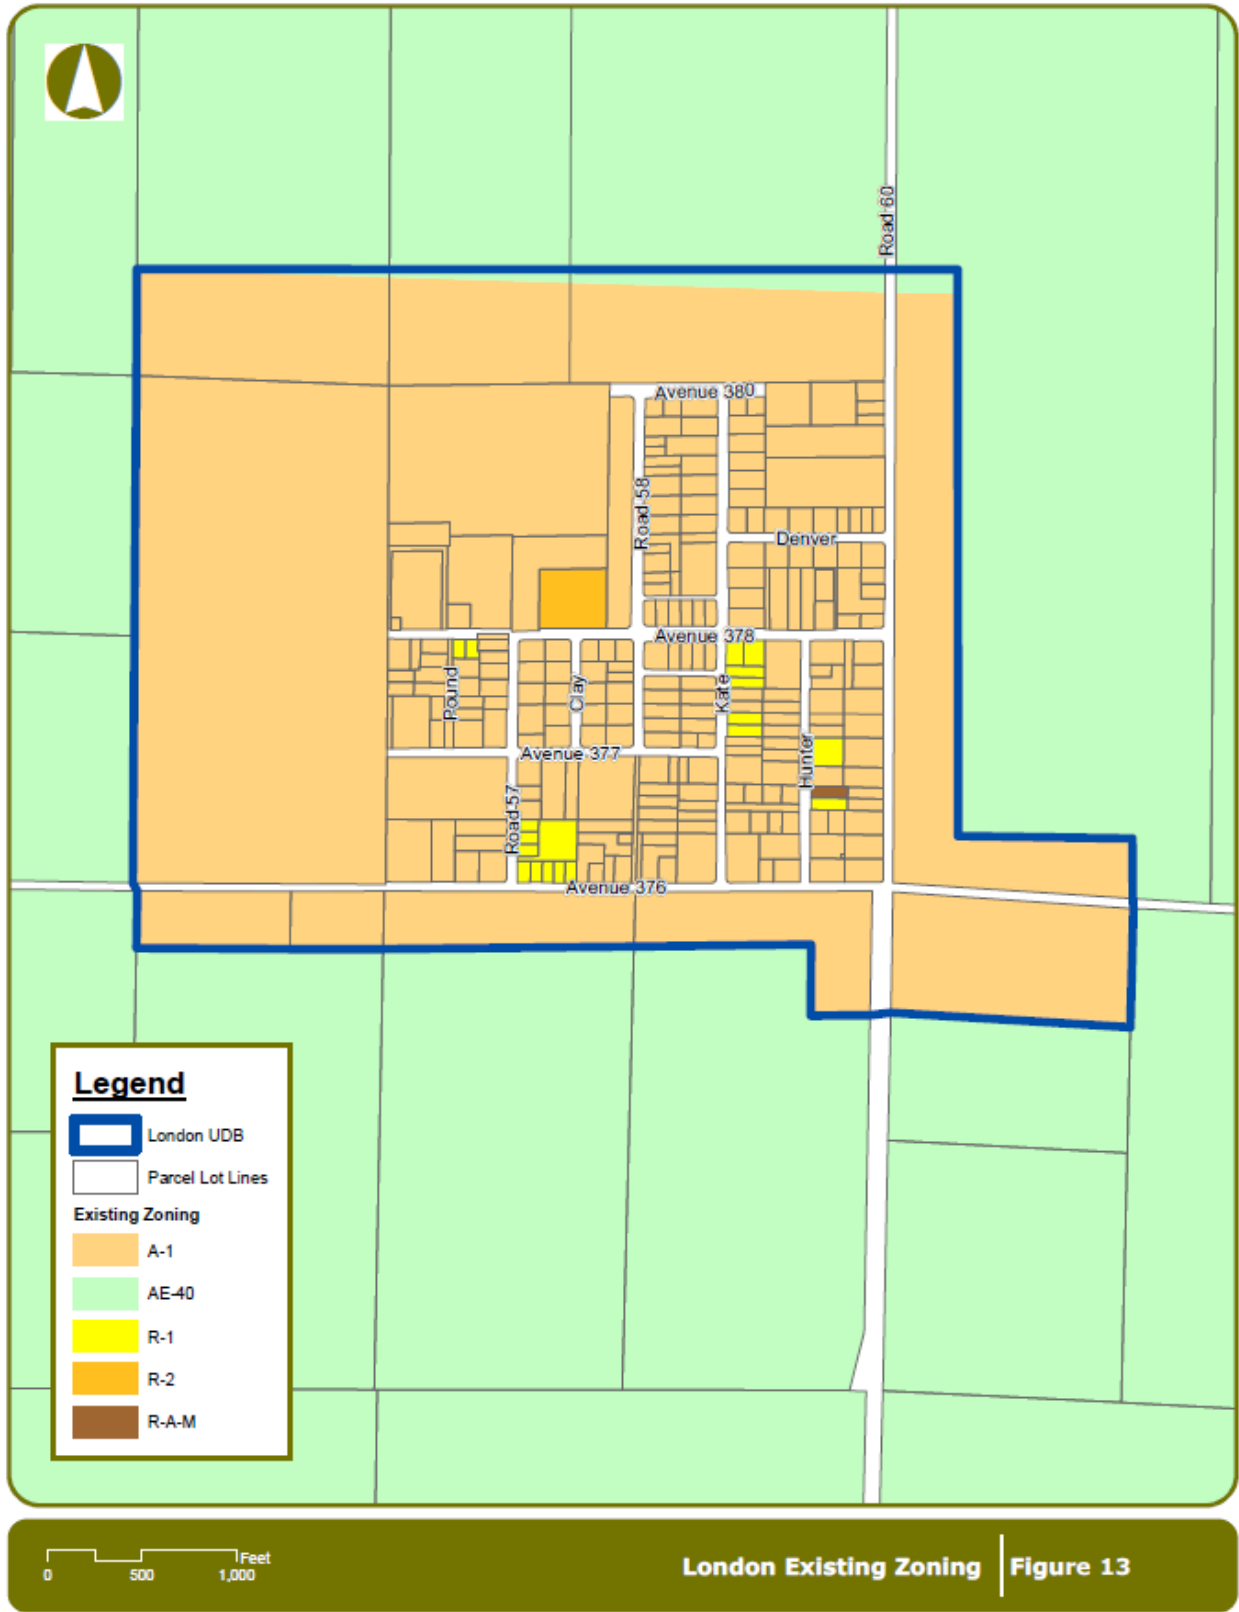 Road 60
Avenue 380
Road 58
Denver
Avenue 378
Pound
Clay
Kate
Avenue 377
Hunter
Road 57
Avenue 376
Legend
London UDB
Parcel Lot Lines
Existing Zoning
A-1
AE-40
R-1
R-2
R-A-M
Feet
0 500 1,000
London Existing Zoning Figure 13